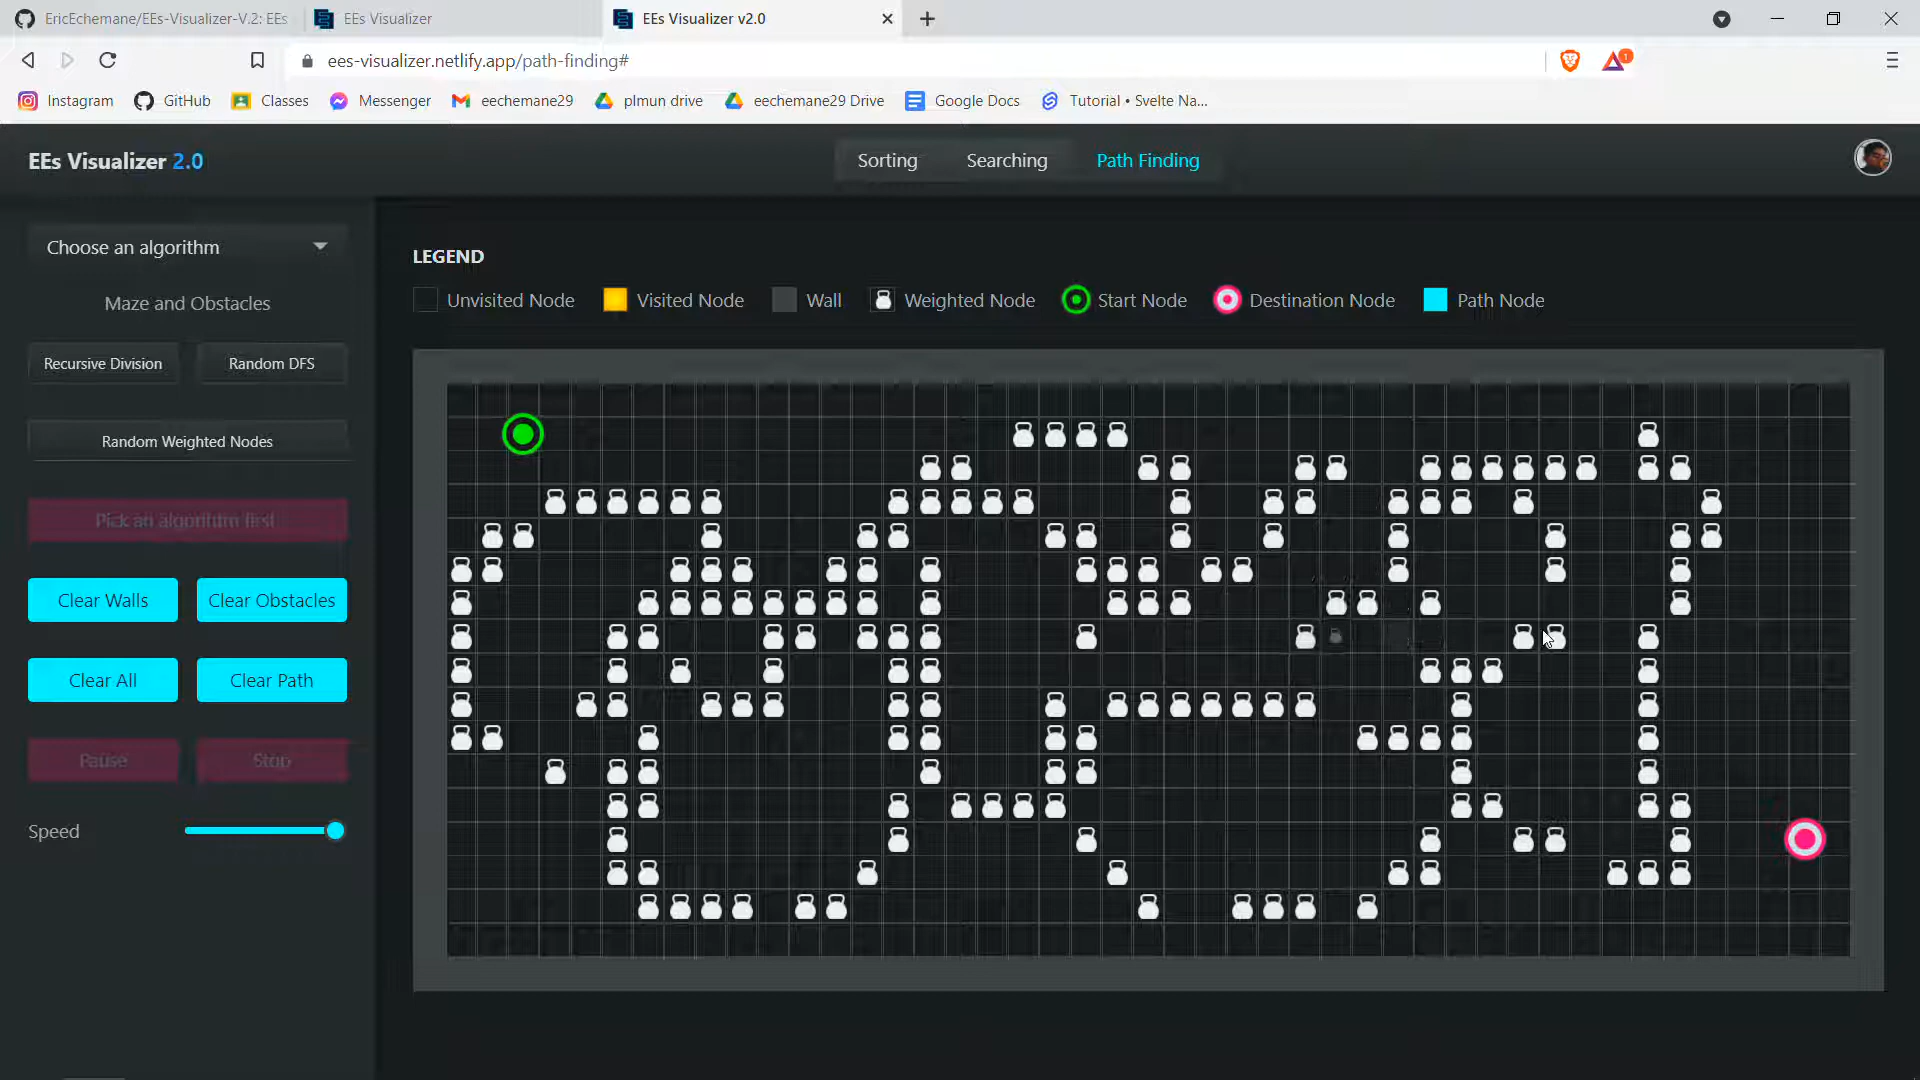 EricEchemane/EEs-Visualizer-V.2: EEs
EEs Visualizer
EEs Visualizer v2.0
ees-visualizer.netlify.app/path-finding#
1
Instagram
GitHub
Classes
Messenger
eechemane29
plmun drive
eechemane29 Drive
Google Docs
Tutorial • Svelte Na...
EEs Visualizer 2.0
Sorting
Searching
Path Finding
Choose an algorithm
Maze and Obstacles
Recursive Division
Random DFS
Random Weighted Nodes
Pick an algorithm first
Clear Walls
Clear Obstacles
Clear All
Clear Path
Pause
Stop
Speed
LEGEND
Unvisited Node
Visited Node
Wall
Weighted Node
Start Node
Destination Node
Path Node